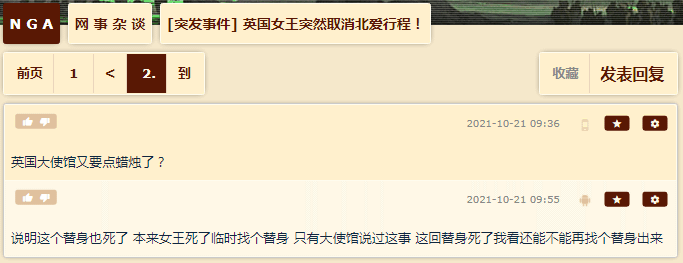 NGA 网事杂谈 [突发事件] 英国女王突然取消北爱行程！
前页 1 < 2. 到 收藏 发表回复
2021-10-21 09:36
英国大使馆又要点蜡烛了？
2021-10-21 09:55
说明这个替身也死了 本来女王死了临时找个替身 只有大使馆说过这事 这回替身死了我看还能不能再找个替身出来